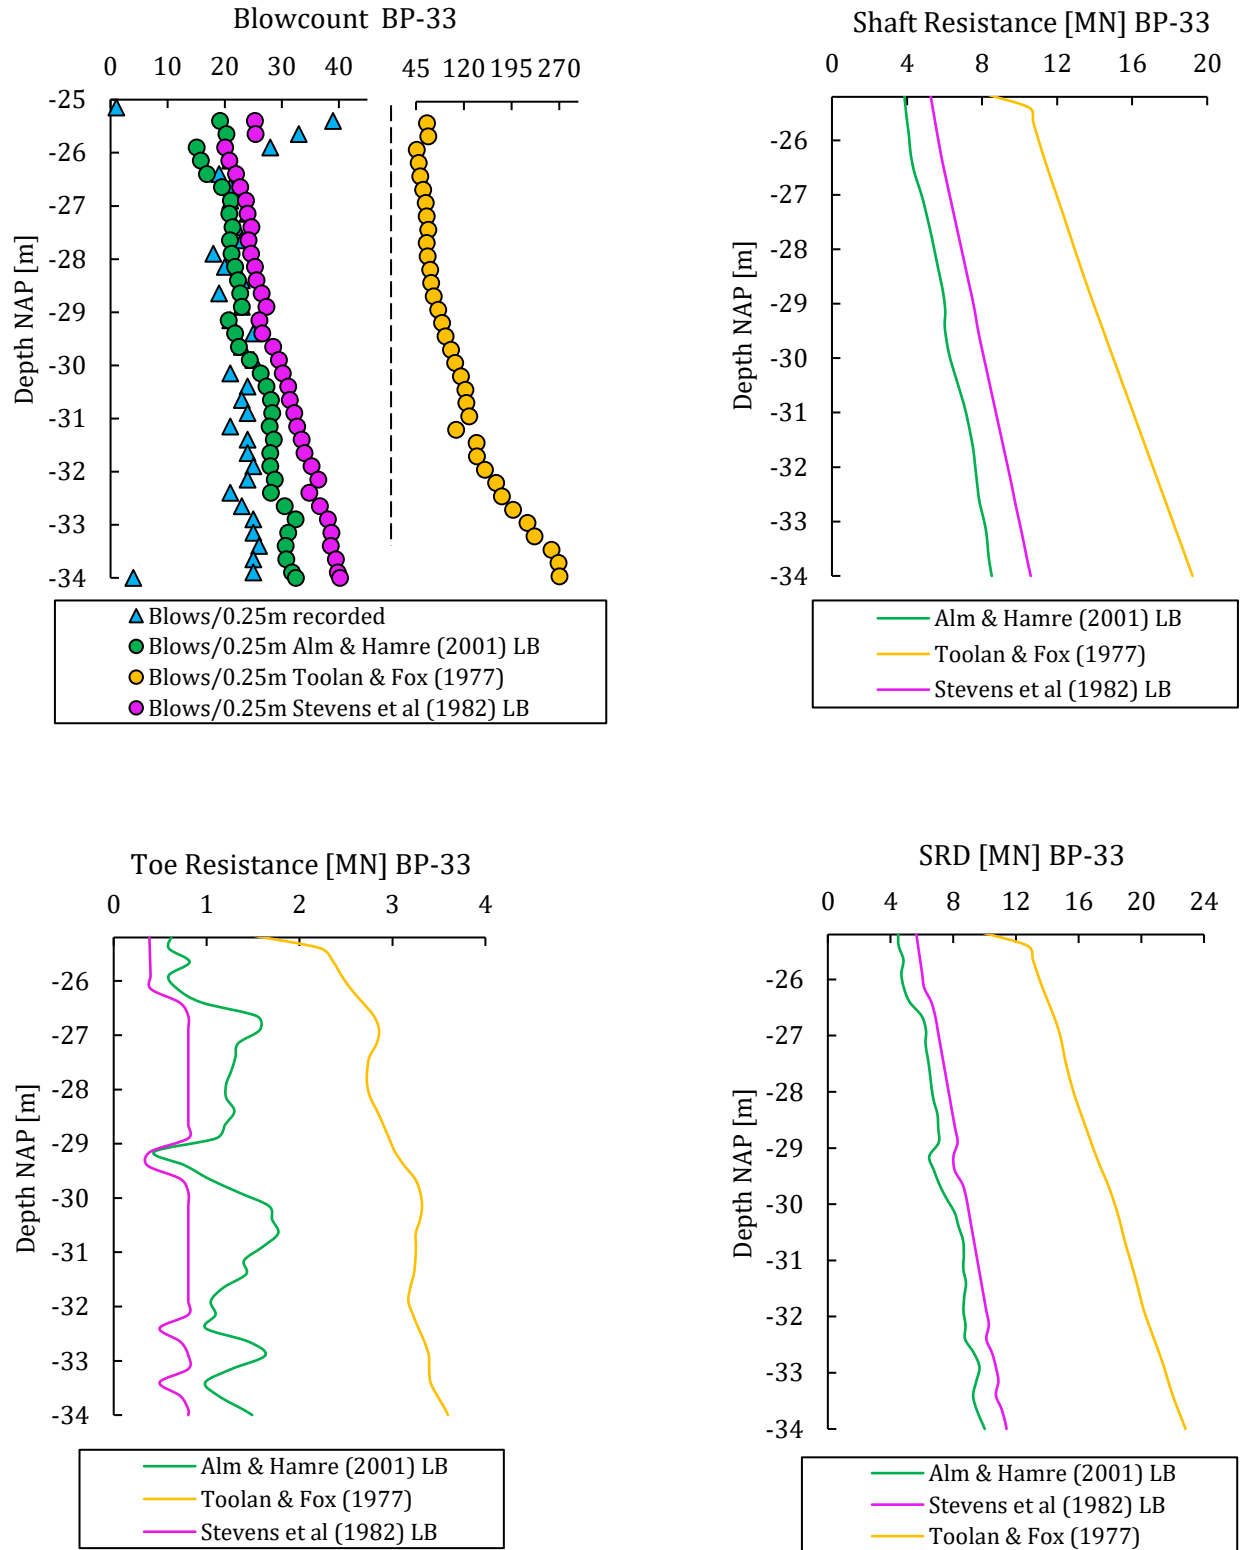 Blowcount BP-33
0 10 20 30 40 45 120 195 270
-25
-26
-27
-28
-29
-30
-31
-32
-33
-34
Depth NAP [m]
Blows/0.25m recorded
Blows/0.25m Alm & Hamre (2001) LB
Blows/0.25m Toolan & Fox (1977)
Blows/0.25m Stevens et al (1982) LB
Shaft Resistance [MN] BP-33
0 4 8 12 16 20
-26
-27
-28
-29
-30
-31
-32
-33
-34
Depth NAP [m]
Alm & Hamre (2001) LB
Toolan & Fox (1977)
Stevens et al (1982) LB
Toe Resistance [MN] BP-33
0 1 2 3 4
-26
-27
-28
-29
-30
-31
-32
-33
-34
Depth NAP [m]
Alm & Hamre (2001) LB
Toolan & Fox (1977)
Stevens et al (1982) LB
SRD [MN] BP-33
0 4 8 12 16 20 24
-26
-27
-28
-29
-30
-31
-32
-33
-34
Depth NAP [m]
Alm & Hamre (2001) LB
Stevens et al (1982) LB
Toolan & Fox (1977)